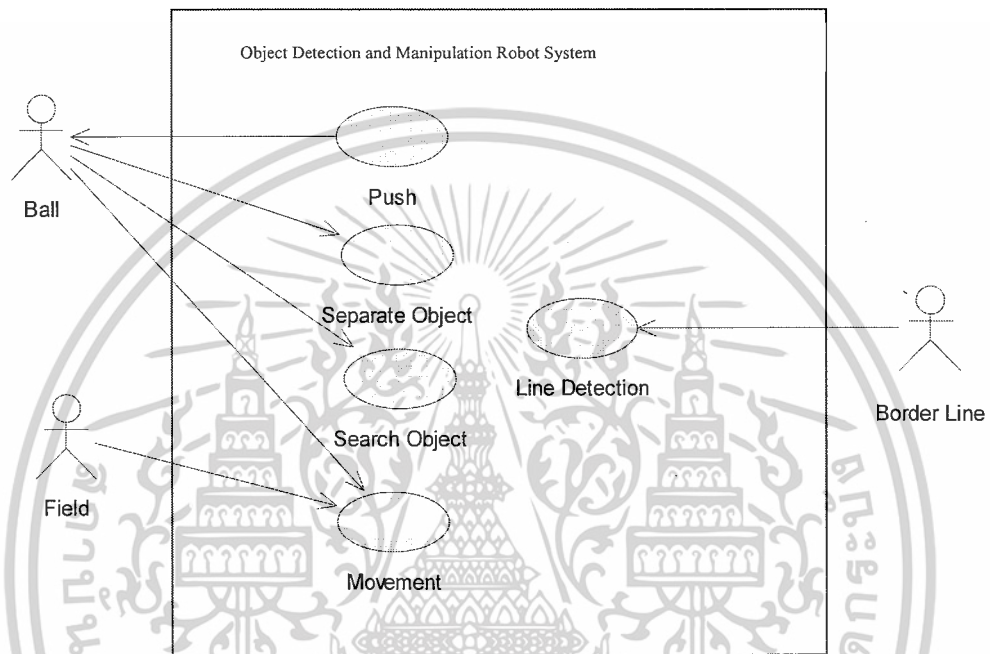 Object Detection and Manipulation Robot System
Ball
Push
Separate Object
Search Object
Line Detection
Border Line
Field
Movement